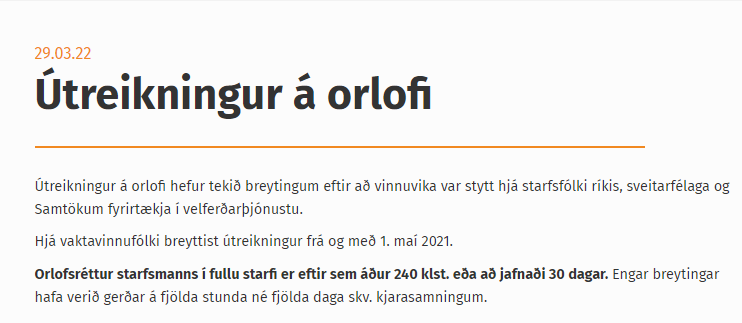 29.03.22
Útreikningur á orlofi
Útreikningur á orlofi hefur tekið breytingum eftir að vinnuvika var stytt hjá starfsfólki ríkis, sveitarfélaga og
Samtökum fyrirtækja í velferðarþjónustu.
Hjá vaktavinnufólki breyttist útreikningur frá og með 1. maí 2021.
Orlofsréttur starfsmanns í fullu starfi er eftir sem áður 240 klst. eða að jafnaði 30 dagar. Engar breytingar
hafa verið gerðar á fjölda stunda né fjölda daga skv. kjarasamningum.